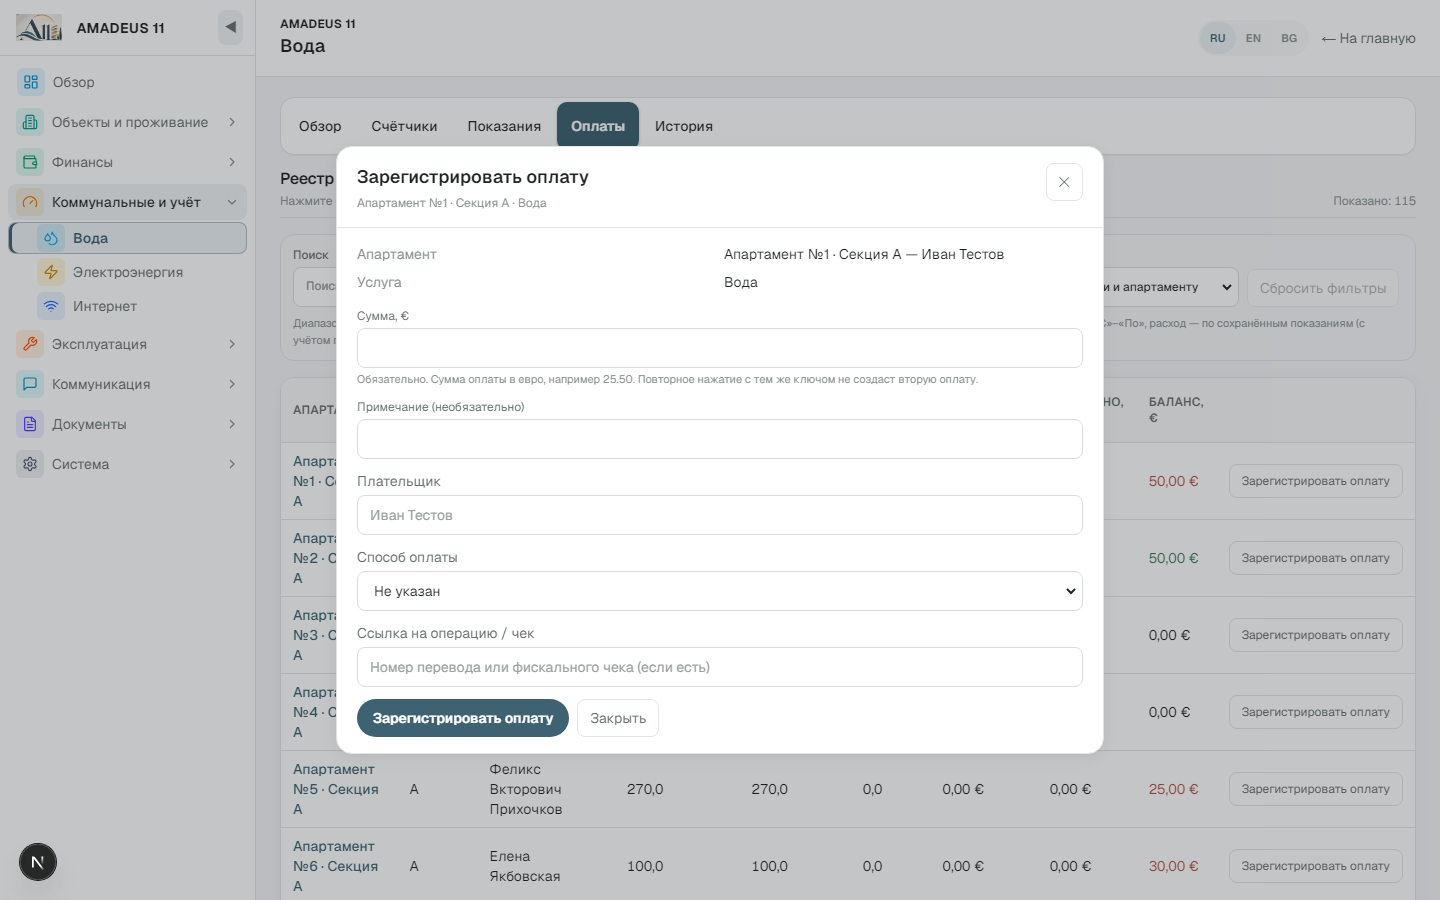 AMADEUS 11
AMADEUS 11
Вода
RU EN BG
← На главную
Обзор
Объекты и проживание
Финансы
Коммунальные и учёт
Вода
Электроэнергия
Интернет
Эксплуатация
Коммуникация
Документы
Система
Обзор Счётчики Показания Оплаты История
Реестр
Нажмите
Показано: 115
Поиск
и и апартаменту
Сбросить фильтры
»–«По», расход — по сохранённым показаниям (с
учётом
Зарегистрировать оплату
Апартамент №1 · Секция А · Вода
Апартамент Апартамент №1 · Секция А — Иван Тестов
Услуга Вода
Сумма, €
Обязательно. Сумма оплаты в евро, например 25.50. Повторное нажатие с тем же ключом не создаст вторую оплату.
Примечание (необязательно)
Плательщик
Иван Тестов
Способ оплаты
Не указан
Ссылка на операцию / чек
Номер перевода или фискального чека (если есть)
Зарегистрировать оплату Закрыть
БАЛАНС,
€
№1 · С
А
50,00 € Зарегистрировать оплату
№2 · С
А
50,00 € Зарегистрировать оплату
№3 · С
А
0,00 € Зарегистрировать оплату
№4 · С
А
0,00 € Зарегистрировать оплату
Апартамент
№5 · Секция
А
А
Феликс
Вкторович
Прихочков
270,0 270,0 0,0 0,00 € 0,00 € 25,00 € Зарегистрировать оплату
Апартамент
№6 · Секция
А
А
Елена
Якбовская
100,0 100,0 0,0 0,00 € 0,00 € 30,00 € Зарегистрировать оплату
N